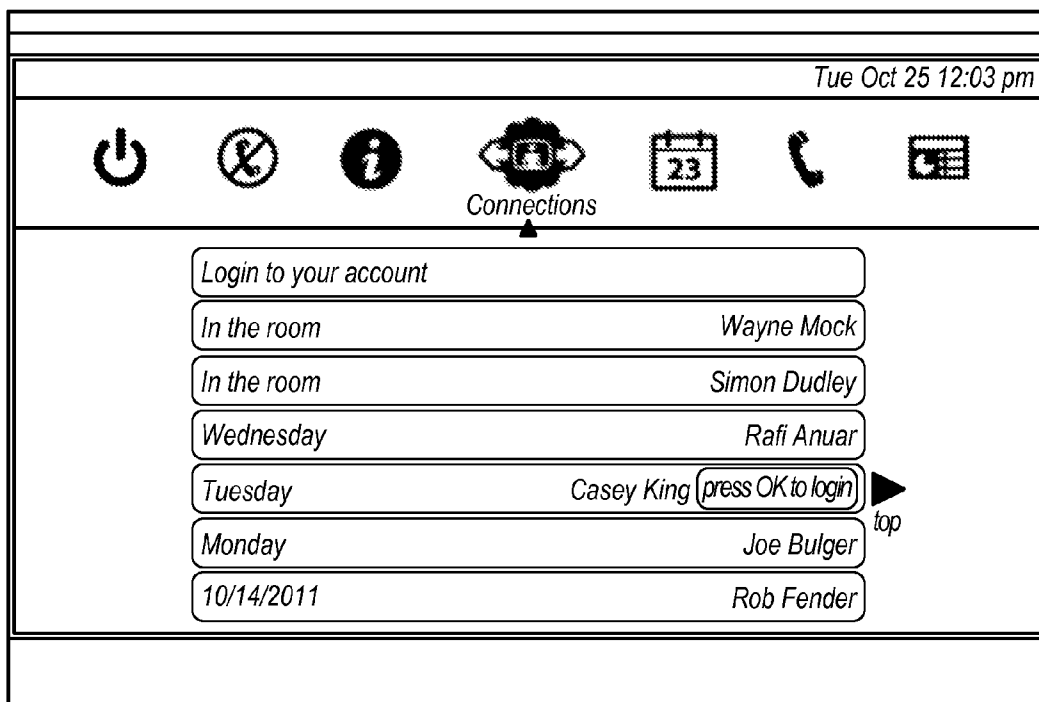 Tue Oct 25 12:03 pm
23
Connections
Login to your account
In the room Wayne Mock
In the room Simon Dudley
Wednesday Rafi Anuar
Tuesday Casey King press OK to login
top
Monday Joe Bulger
10/14/2011 Rob Fender